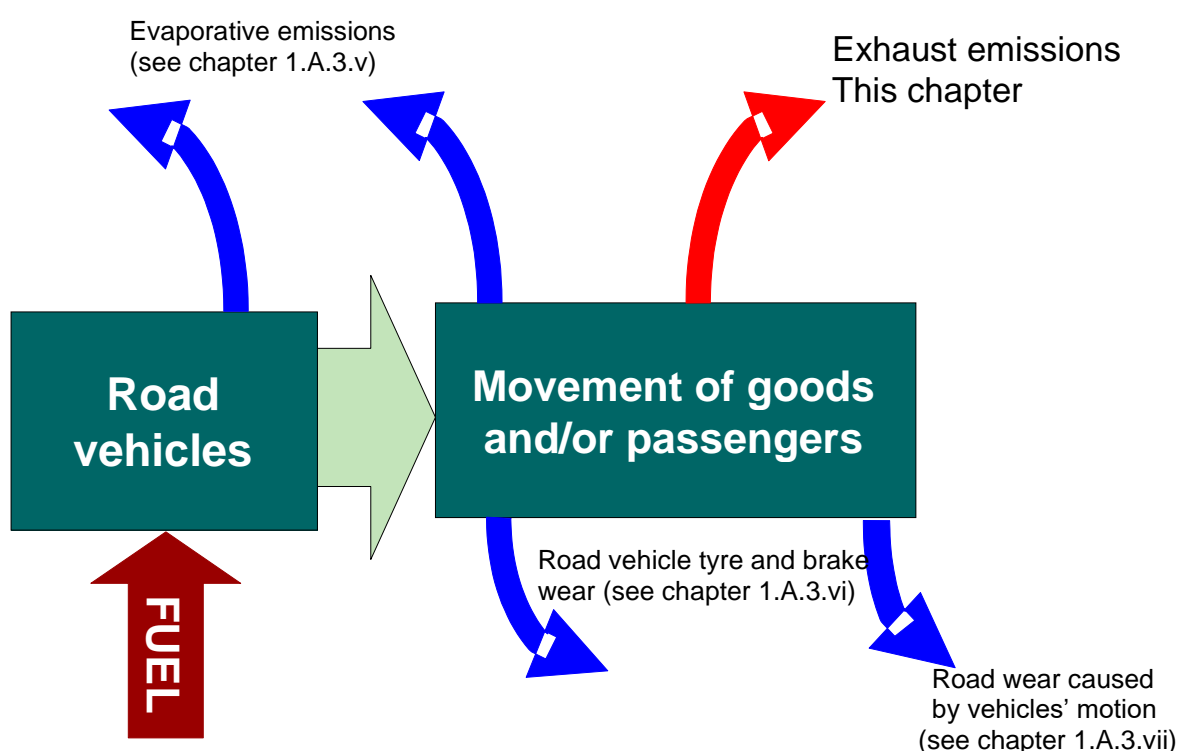 Evaporative emissions
(see chapter 1.A.3.v)
Exhaust emissions
This chapter
Road
vehicles
Movement of goods
and/or passengers
Road vehicle tyre and brake
wear (see chapter 1.A.3.vi)
FUEL
Road wear caused
by vehicles’ motion
(see chapter 1.A.3.vii)